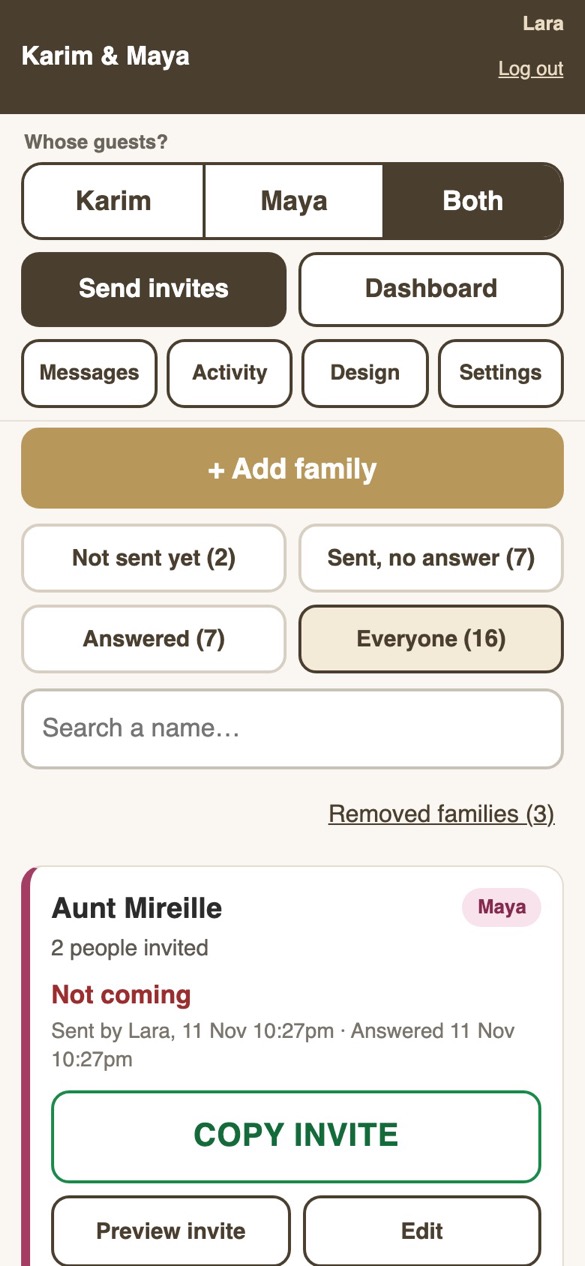 Lara
Karim & Maya
Log out
Whose guests?
Karim
Maya
Both
Send invites
Dashboard
Messages
Activity
Design
Settings
+ Add family
Not sent yet (2)
Sent, no answer (7)
Answered (7)
Everyone (16)
Search a name…
Removed families (3)
Aunt Mireille
Maya
2 people invited
Not coming
Sent by Lara, 11 Nov 10:27pm · Answered 11 Nov
10:27pm
COPY INVITE
Preview invite
Edit